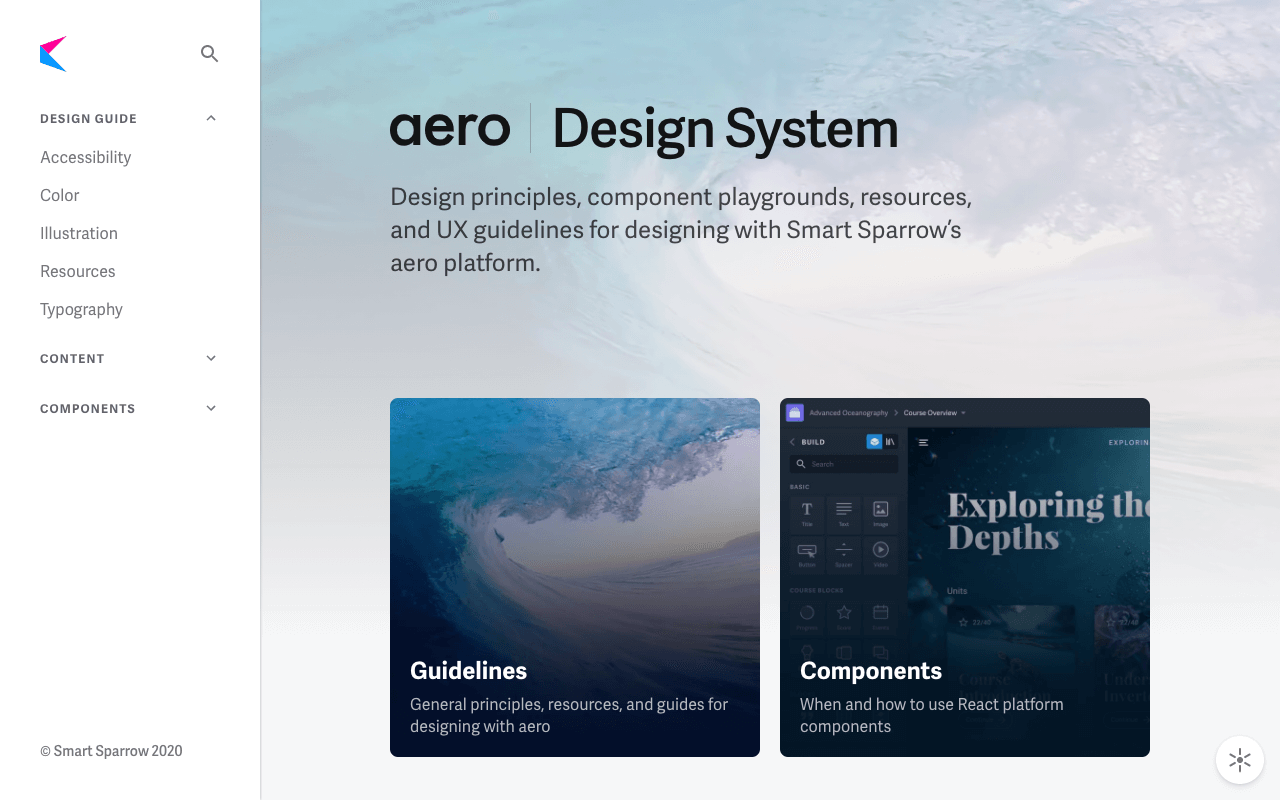 DESIGN GUIDE
Accessibility
Color
Illustration
Resources
Typography
CONTENT
COMPONENTS
© Smart Sparrow 2020
aero Design System
Design principles, component playgrounds, resources,
and UX guidelines for designing with Smart Sparrow’s
aero platform.
Guidelines
General principles, resources, and guides for
designing with aero
Advanced Oceanography Course Overview
BUILD
EXPLORIN
Search
BASIC
Title Text Image
Exploring the
Depths
Button Spacer Video
COURSE BLOCKS
Units
Components
When and how to use React platform
components